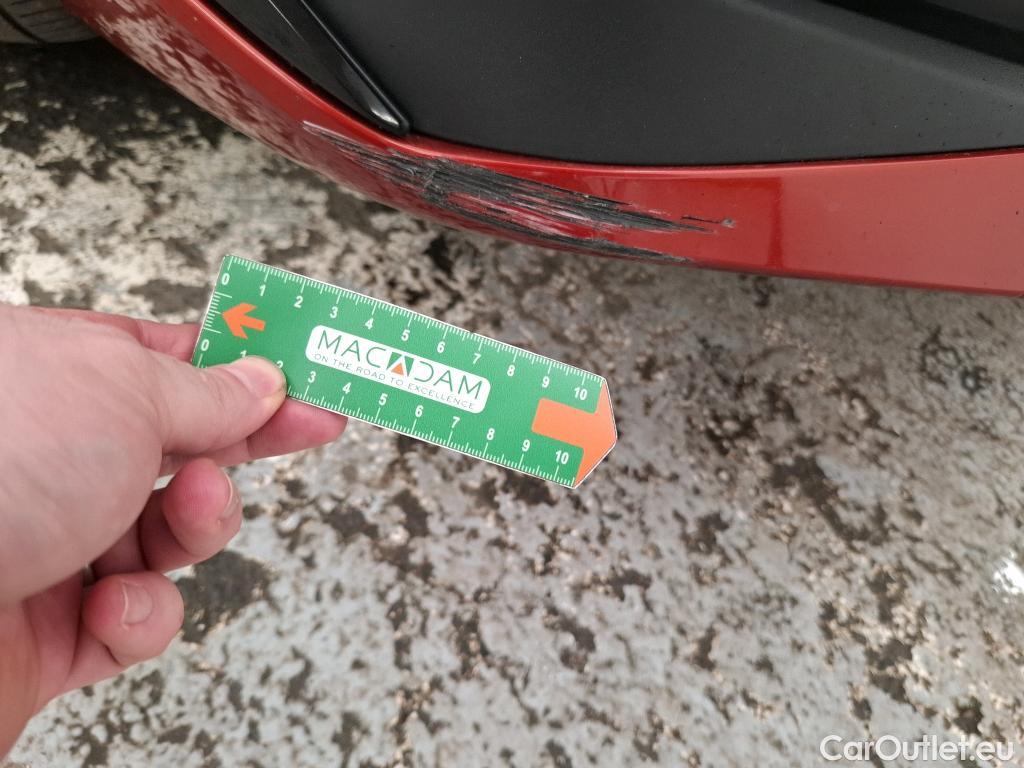 0 1 2 3 4 5 6 7 8 9 10
MACADAM
ON THE ROAD TO EXCELLENCE
0 1 2 3 4 5 6 7 8 9 10
CarOutlet.eu